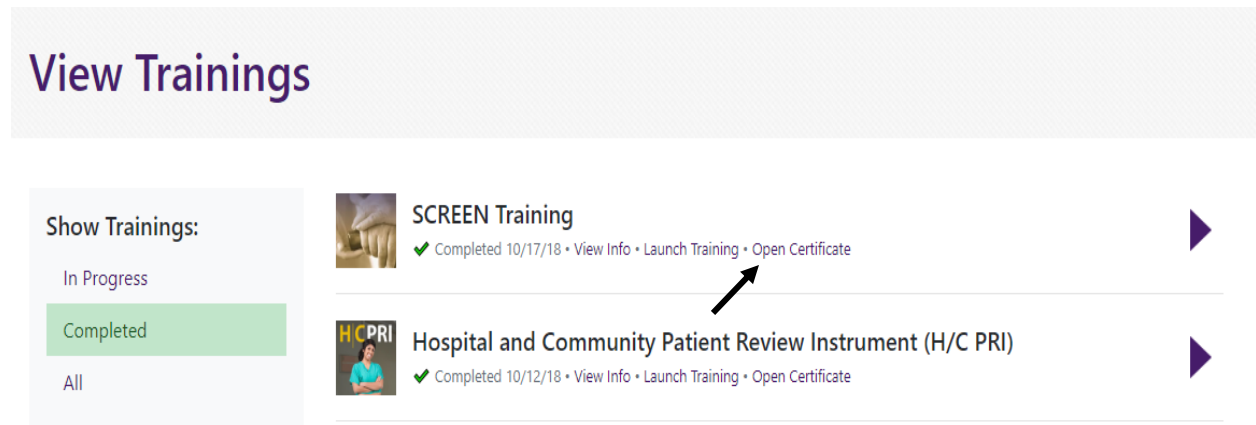 View Trainings
Show Trainings:
In Progress
Completed
All
SCREEN Training
✔ Completed 10/17/18 • View Info • Launch Training • Open Certificate
H|CPRI
Hospital and Community Patient Review Instrument (H/C PRI)
✔ Completed 10/12/18 • View Info • Launch Training • Open Certificate